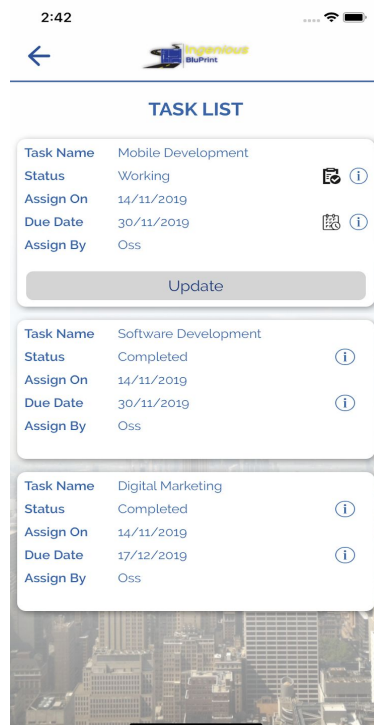 2:42
Ingenious
BluPrint
TASK LIST
Task Name Mobile Development
Status Working
Assign On 14/11/2019
Due Date 30/11/2019
Assign By Oss
Update
Task Name Software Development
Status Completed
Assign On 14/11/2019
Due Date 30/11/2019
Assign By Oss
Task Name Digital Marketing
Status Completed
Assign On 14/11/2019
Due Date 17/12/2019
Assign By Oss